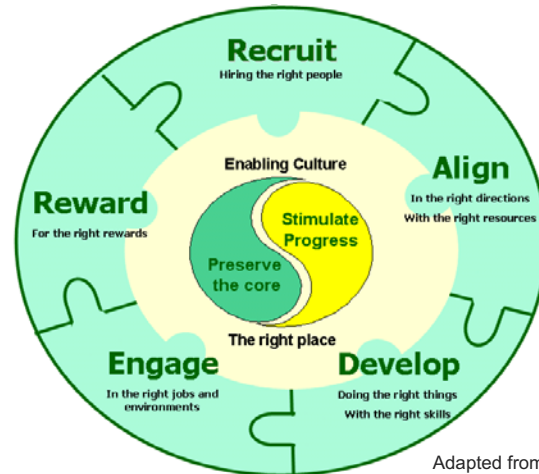 Recruit
Hiring the right people
Align
In the right directions
With the right resources
Enabling Culture
Stimulate
Progress
Preserve
the core
The right place
Reward
For the right rewards
Engage
In the right jobs and
environments
Develop
Doing the right things
With the right skills
Adapted from